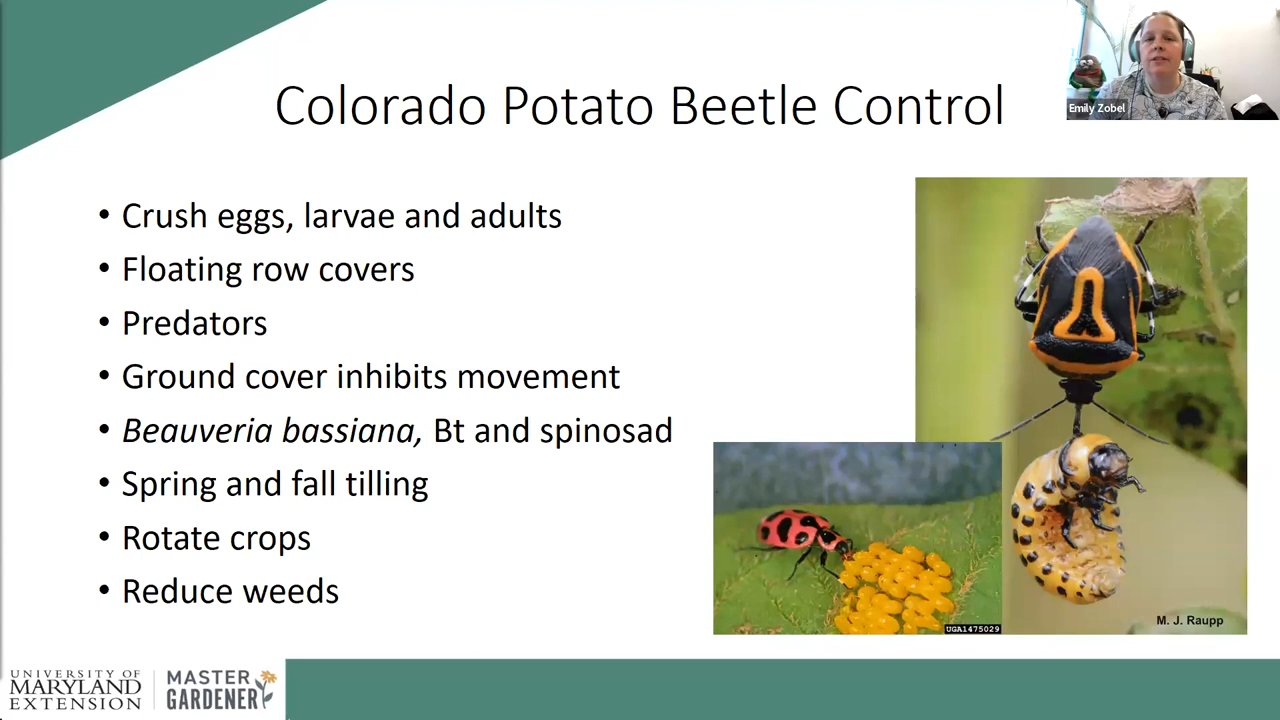 Colorado Potato Beetle Control
Emily Zobel
• Crush eggs, larvae and adults
• Floating row covers
• Predators
• Ground cover inhibits movement
• Beauveria bassiana, Bt and spinosad
• Spring and fall tilling
• Rotate crops
• Reduce weeds
UGA1475029
M. J. Raupp
UNIVERSITY OF
MARYLAND
EXTENSION
MASTER
GARDENER